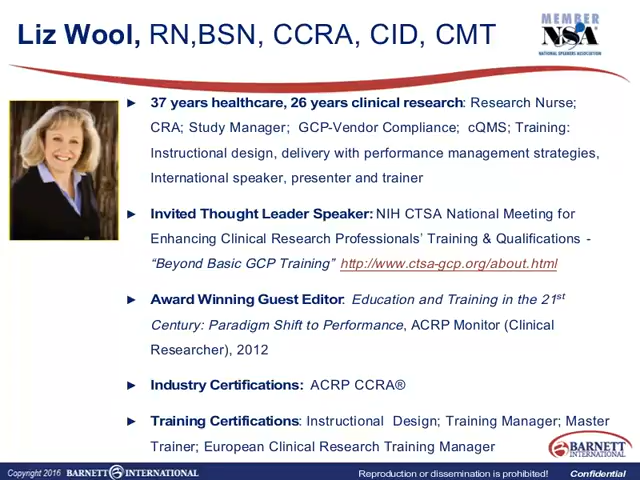 Liz Wool, RN,BSN, CCRA, CID, CMT
MEMBER
NSA
NATIONAL SPEAKERS ASSOCIATION
► 37 years healthcare, 26 years clinical research: Research Nurse;
CRA; Study Manager; GCP-Vendor Compliance; cQMS; Training:
Instructional design, delivery with performance management strategies,
International speaker, presenter and trainer
► Invited Thought Leader Speaker: NIH CTSA National Meeting for
Enhancing Clinical Research Professionals’ Training & Qualifications -
“Beyond Basic GCP Training” http://www.ctsa-gcp.org/about.html
► Award Winning Guest Editor: Education and Training in the 21st
Century: Paradigm Shift to Performance, ACRP Monitor (Clinical
Researcher), 2012
► Industry Certifications: ACRP CCRA®
► Training Certifications: Instructional Design; Training Manager; Master
Trainer; European Clinical Research Training Manager
BARNETT
INTERNATIONAL
Copyright 2016 BARNETT INTERNATIONAL
Reproduction or dissemination is prohibited! Confidential